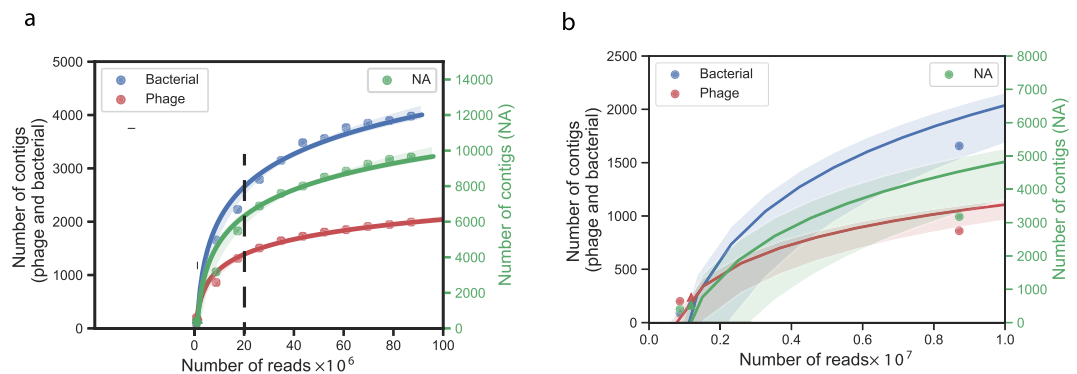 a
5000
4000
3000
2000
1000
0
Number of contigs
(phage and bacterial)
Bacterial
Phage
NA
14000
12000
10000
8000
6000
4000
2000
0
Number of contigs (NA)
0 20 40 60 80 100
Number of reads ×10⁶
b
2500
2000
1500
1000
500
0
Number of contigs
(phage and bacterial)
Bacterial
Phage
NA
8000
7000
6000
5000
4000
3000
2000
1000
0
Number of contigs (NA)
0.0 0.2 0.4 0.6 0.8 1.0
Number of reads× 10⁷